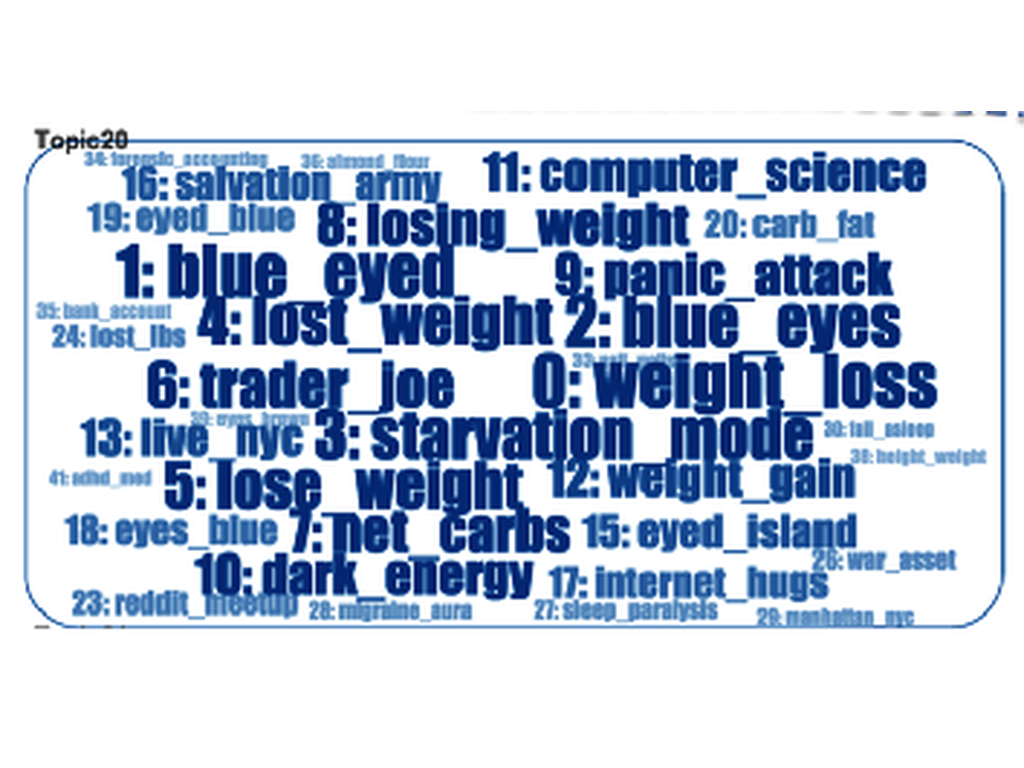 Topic20
34: forensic_accounting 36: almond_flour
16: salvation_army 11: computer_science
19: eyed_blue 8: losing_weight 20: carb_fat
1: blue_eyed 9: panic_attack
35: bank_account
24: lost_lbs 4: lost_weight 2: blue_eyes
6: trader_joe 0: weight_loss
39: eyes_brown
13: live_nyc 3: starvation_mode 30: fall_asleep
38: height_weight
41: adhd_med 5: lose_weight 12: weight_gain
18: eyes_blue 7: net_carbs 15: eyed_island
26: war_asset
10: dark_energy 17: internet_hugs
23: reddit_meetup 28: migraine_aura 27: sleep_paralysis 29: manhattan_nyc